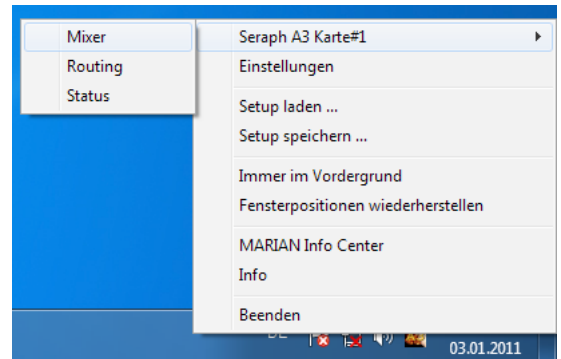 Mixer
Routing
Status
Seraph A3 Karte#1
Einstellungen
Setup laden ...
Setup speichern ...
Immer im Vordergrund
Fensterpositionen wiederherstellen
MARIAN Info Center
Info
Beenden
DE
03.01.2011